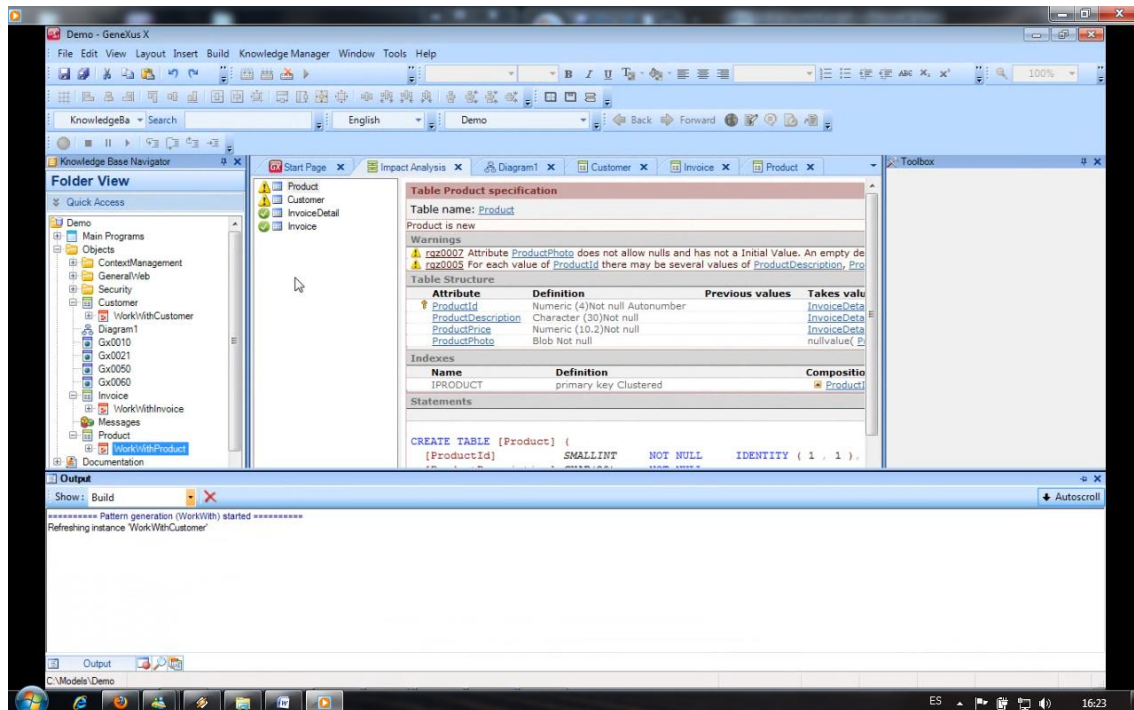 Demo - GeneXus X
File Edit View Layout Insert Build Knowledge Manager Window Tools Help
B I U ABC X, x² 100%
KnowledgeBa Search English Demo Back Forward
Knowledge Base Navigator
Start Page Impact Analysis Diagram1 Customer Invoice Product
Toolbox
Folder View
Quick Access
Demo
Main Programs
Objects
ContextManagement
GeneralWeb
Security
Customer
WorkWithCustomer
Diagram1
Gx0010
Gx0021
Gx0050
Gx0060
Invoice
WorkWithInvoice
Messages
Product
WorkWithProduct
Documentation
Product
Customer
InvoiceDetail
Invoice
Table Product specification
Table name: Product
Product is new
Warnings
rgz0007 Attribute ProductPhoto does not allow nulls and has not a Initial Value. An empty de
rgz0005 For each value of ProductId there may be several values of ProductDescription, Pro
Table Structure
Attribute Definition Previous values Takes valu
ProductId Numeric (4)Not null Autonumber InvoiceDeta
ProductDescription Character (30)Not null InvoiceDeta
ProductPrice Numeric (10.2)Not null InvoiceDeta
ProductPhoto Blob Not null nullvalue( P
Indexes
Name Definition Compositio
IPRODUCT primary key Clustered ProductI
Statements
CREATE TABLE [Product] (
[ProductId] SMALLINT NOT NULL IDENTITY ( 1 , 1 ),
Output
Show: Build Autoscroll
========== Pattern generation (WorkWith) started ==========
Refreshing instance 'WorkWithCustomer'
Output
C:\Models\Demo
ES 16:23